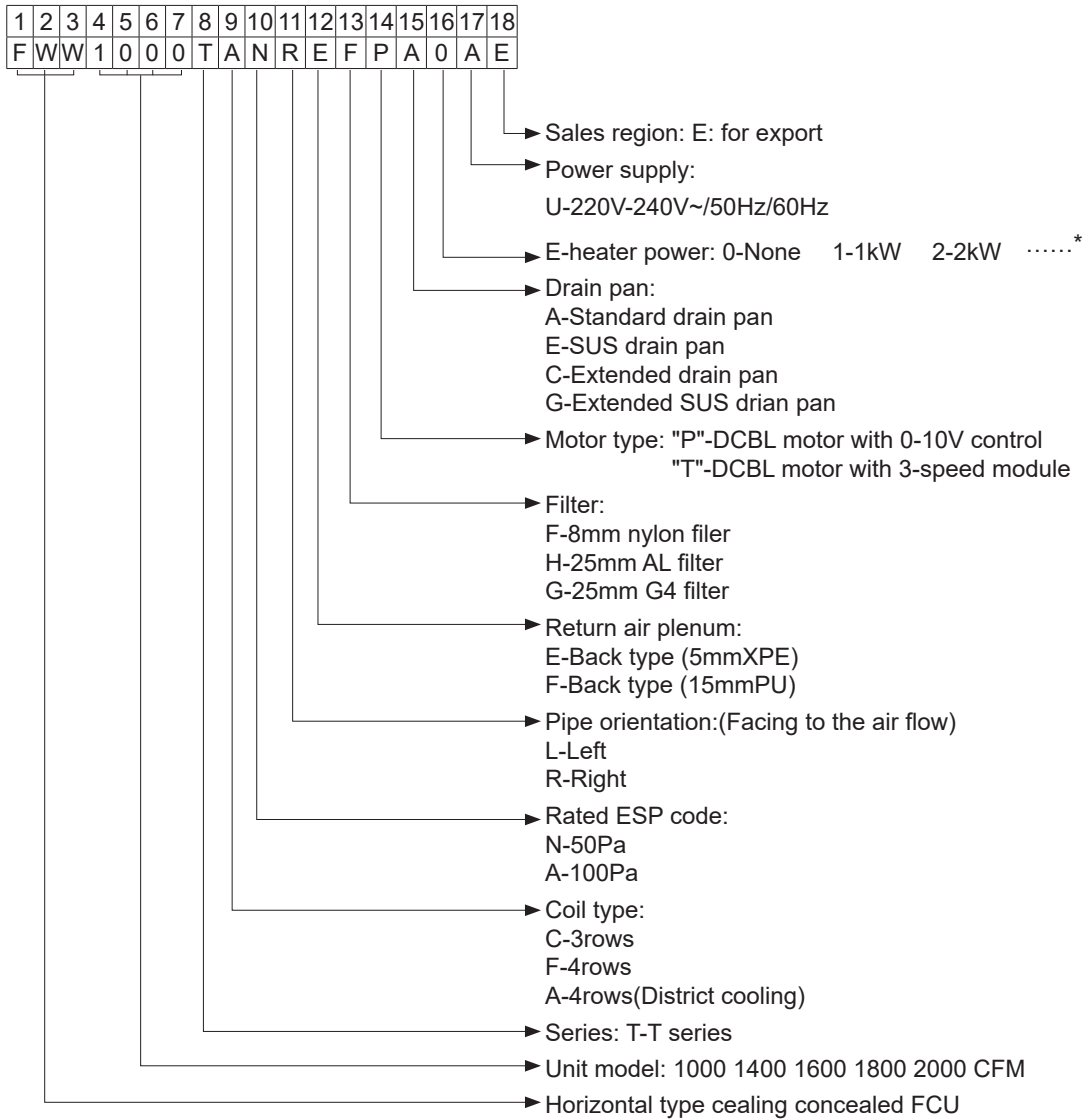 1 2 3 4 5 6 7 8 9 10 11 12 13 14 15 16 17 18
F W W 1 0 0 0 T A N R E F P A 0 A E
Sales region: E: for export
Power supply:
U-220V-240V~/50Hz/60Hz
E-heater power: 0-None 1-1kW 2-2kW ……*
Drain pan:
A-Standard drain pan
E-SUS drain pan
C-Extended drain pan
G-Extended SUS drian pan
Motor type: "P"-DCBL motor with 0-10V control
"T"-DCBL motor with 3-speed module
Filter:
F-8mm nylon filer
H-25mm AL filter
G-25mm G4 filter
Return air plenum:
E-Back type (5mmXPE)
F-Back type (15mmPU)
Pipe orientation:(Facing to the air flow)
L-Left
R-Right
Rated ESP code:
N-50Pa
A-100Pa
Coil type:
C-3rows
F-4rows
A-4rows(District cooling)
Series: T-T series
Unit model: 1000 1400 1600 1800 2000 CFM
Horizontal type cealing concealed FCU